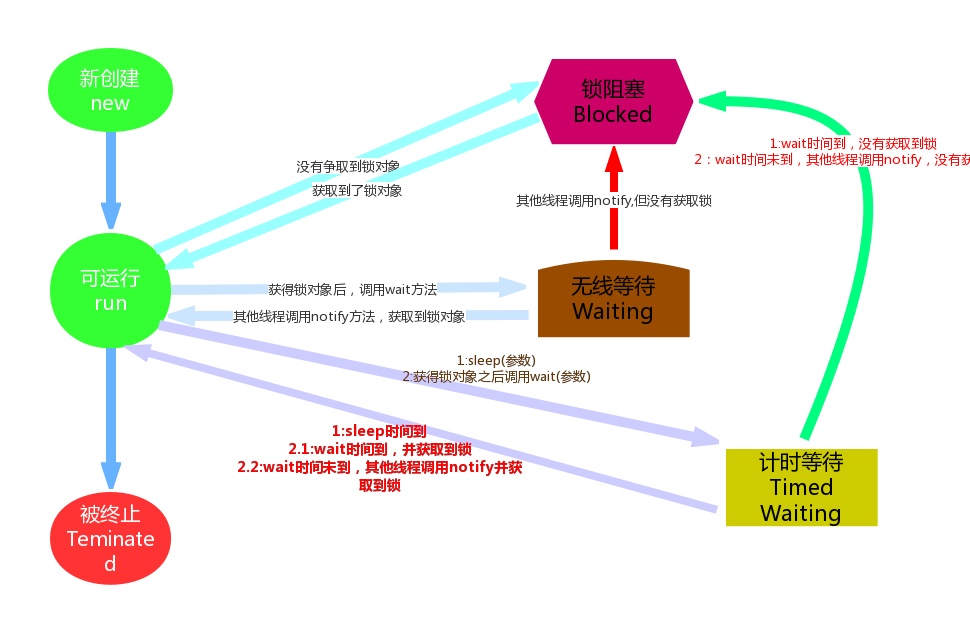 新创建
new
锁阻塞
Blocked
1:wait时间到，没有获取到锁
2：wait时间未到，其他线程调用notify，没有获
没有争取到锁对象
获取到了锁对象
其他线程调用notify,但没有获取锁
可运行
run
获得锁对象后，调用wait方法
其他线程调用notify方法，获取到锁对象
无线等待
Waiting
1:sleep(参数)
2:获得锁对象之后调用wait(参数)
1:sleep时间到
2.1:wait时间到，并获取到锁
2.2:wait时间未到，其他线程调用notify并获
取到锁
计时等待
Timed
Waiting
被终止
Teminate
d